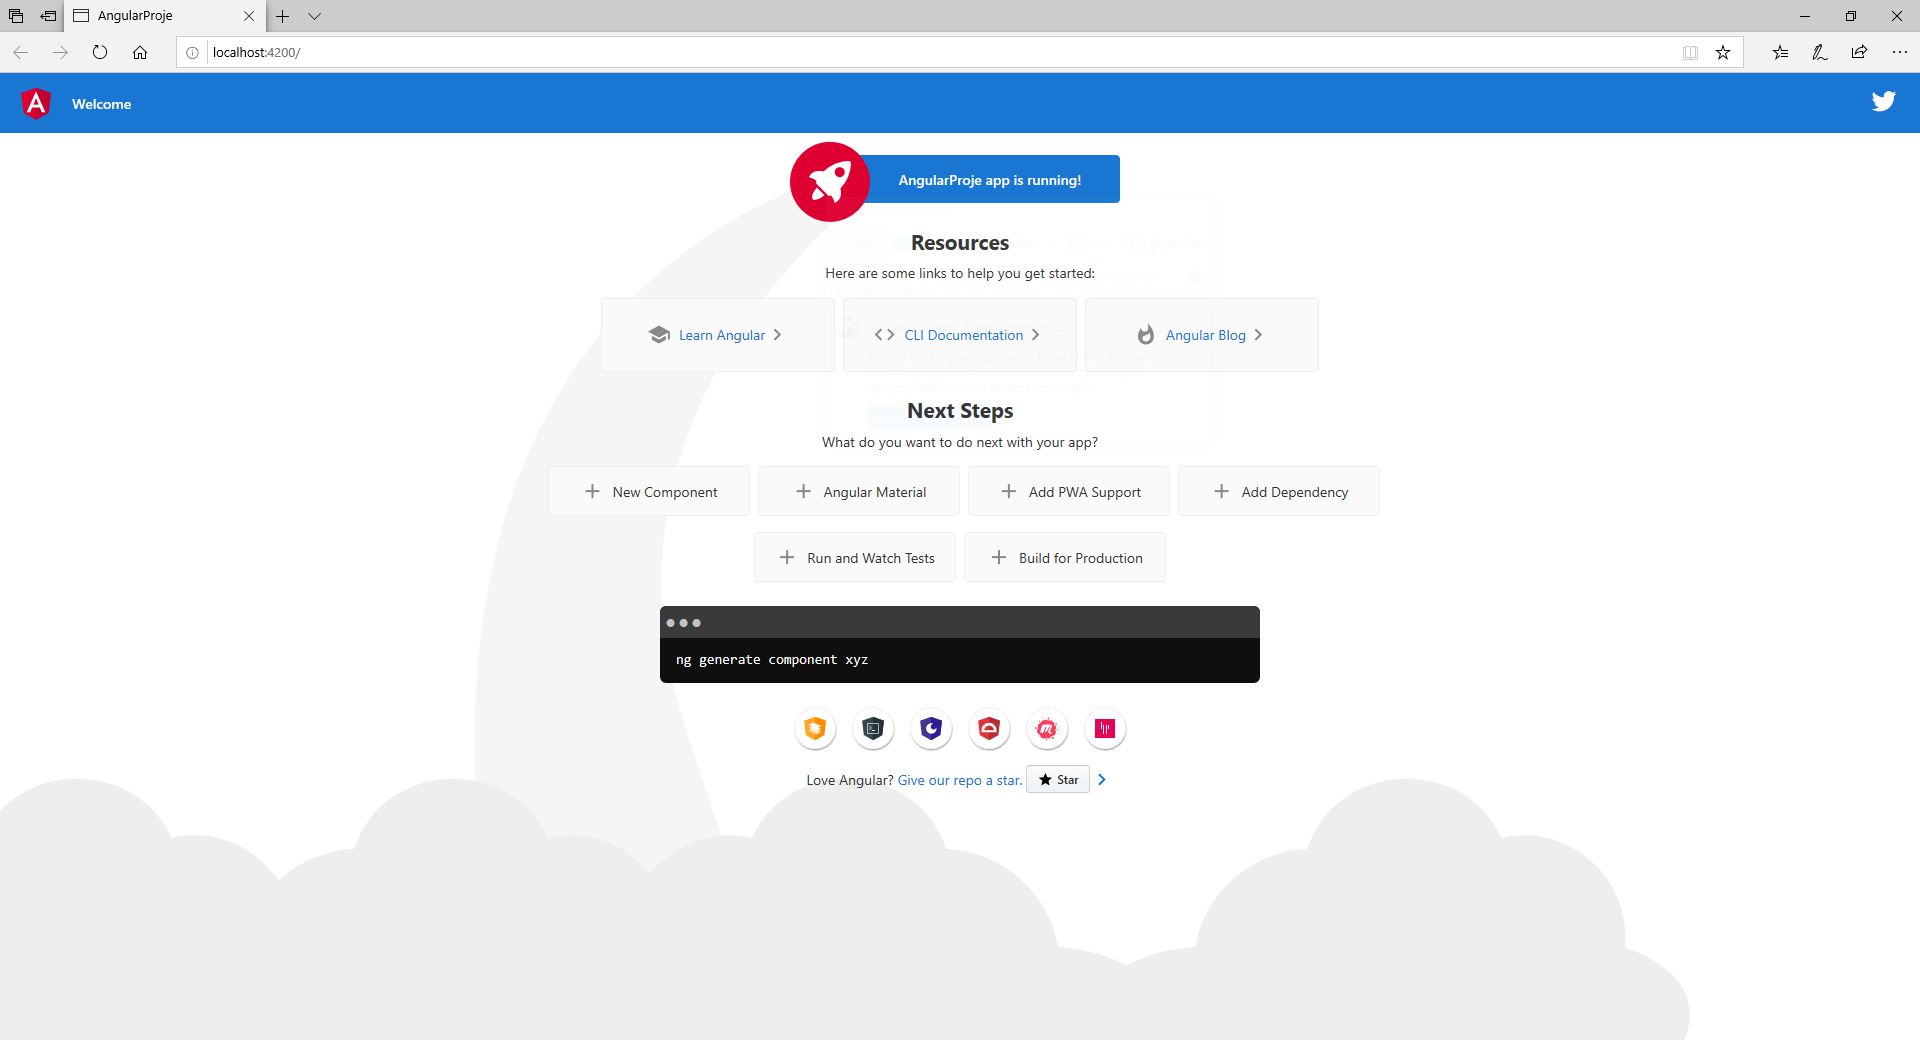 AngularProje
localhost:4200/
Welcome
AngularProje app is running!
Resources
Here are some links to help you get started:
Learn Angular
CLI Documentation
Angular Blog
Next Steps
What do you want to do next with your app?
New Component
Angular Material
Add PWA Support
Add Dependency
Run and Watch Tests
Build for Production
ng generate component xyz
Love Angular? Give our repo a star. Star